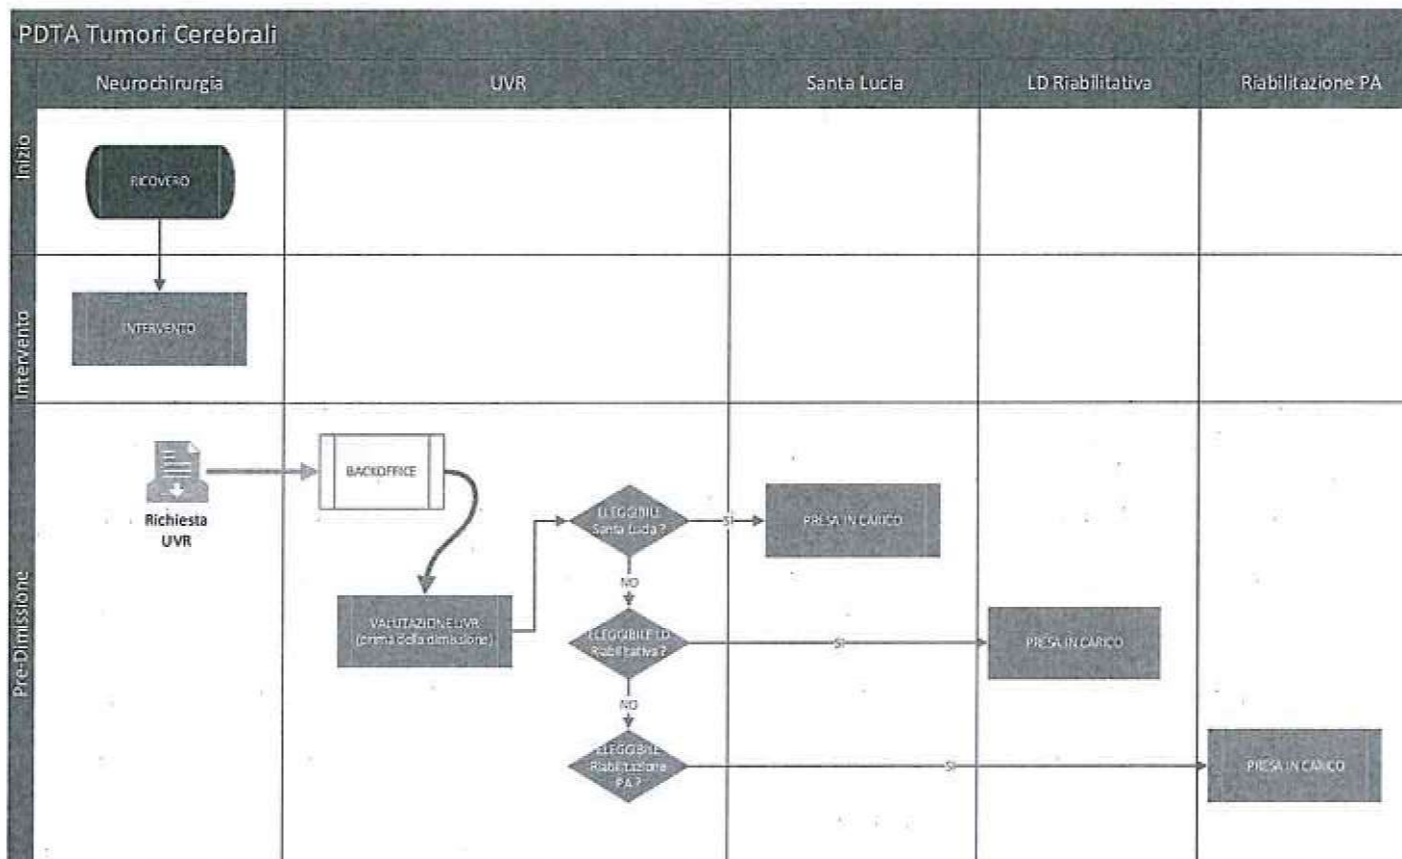 PDTA Tumori Cerebrali
Neurochirurgia
UVR
Santa Lucia
LD Riabilitativa
Riabilitazione PA
Inizio
RICOVERO
Intervento
INTERVENTO
Pre-Dimissione
Richiesta
UVR
BACKOFFICE
VALUTAZIONE UVR
(prima della dimissione)
ELEGGIBILE
Santa Lucia ?
SI
PRESA IN CARICO
NO
ELEGGIBILE LD
Riabilitativa ?
SI
PRESA IN CARICO
NO
ELEGGIBILE
Riabilitazione
PA ?
SI
PRESA IN CARICO